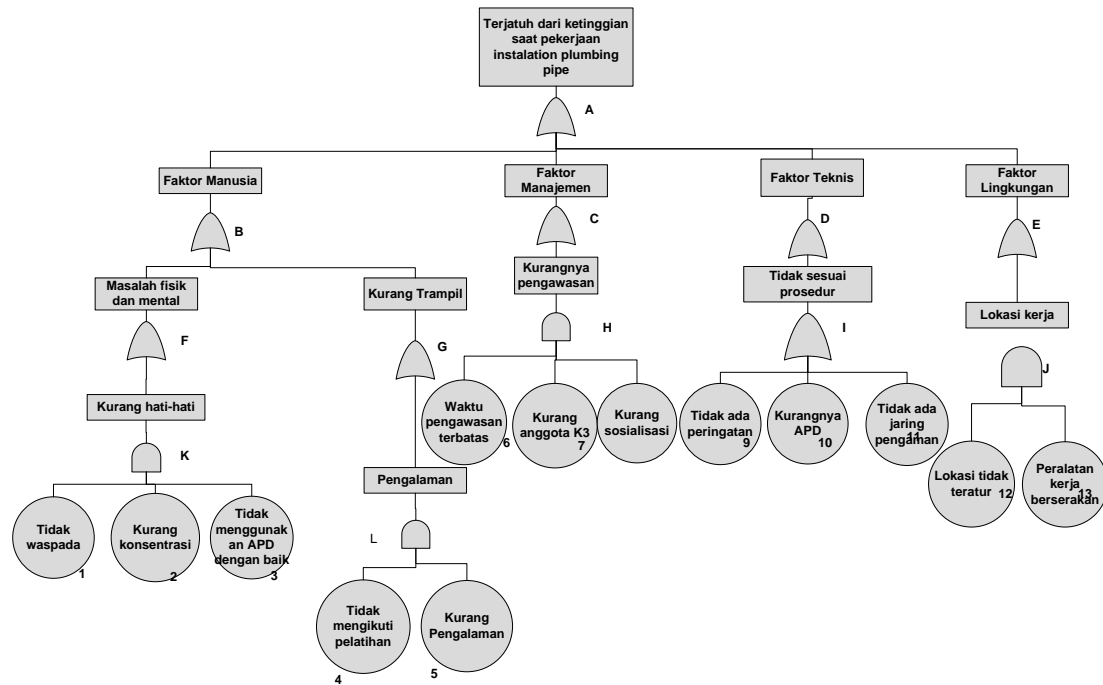 Terjatuh dari ketinggian
saat pekerjaan
instalation plumbing
pipe
A
Faktor Manusia
Faktor
Manajemen
Faktor Teknis
Faktor
Lingkungan
B
C
D
E
Masalah fisik
dan mental
Kurang Trampil
Kurangnya
pengawasan
Tidak sesuai
prosedur
Lokasi kerja
F
G
H
I
J
Kurang hati-hati
Waktu
pengawasan
terbatas
6
Kurang
anggota K3
7
Kurang
sosialisasi
Tidak ada
peringatan
9
Kurangnya
APD
10
Tidak ada
jaring
pengaman
11
K
Pengalaman
Lokasi tidak
teratur
12
Peralatan
kerja
berserakan
13
Tidak
waspada
1
Kurang
konsentrasi
2
Tidak
menggunak
an APD
dengan baik
3
L
Tidak
mengikuti
pelatihan
4
Kurang
Pengalaman
5